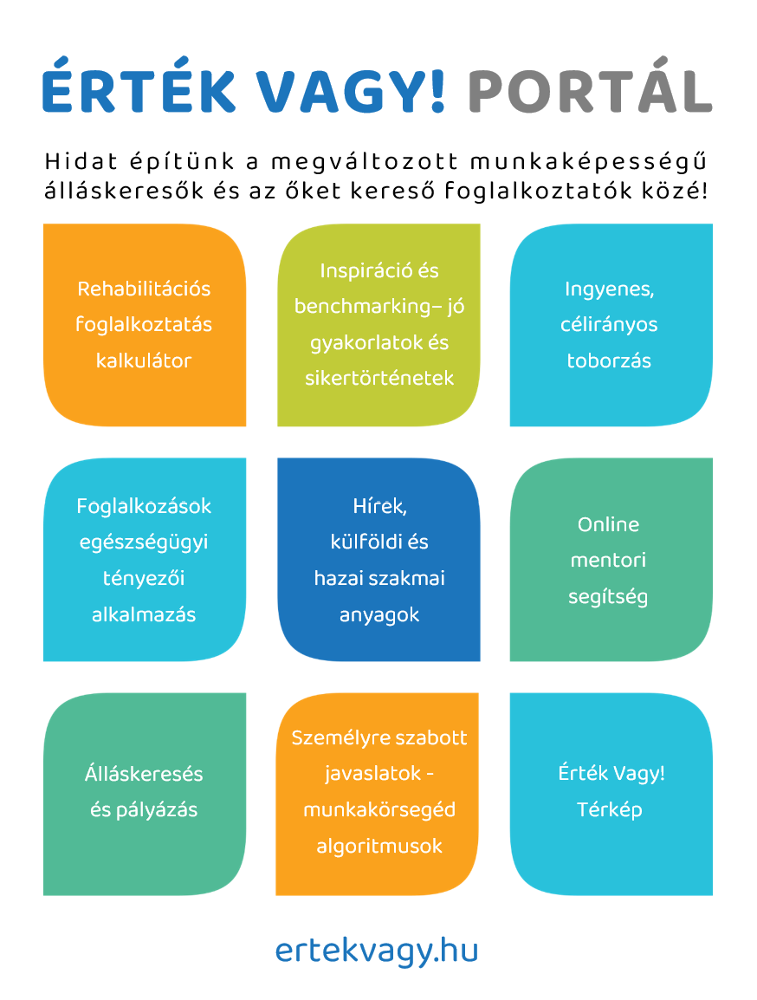 ÉRTÉK VAGY! PORTÁL
Hidat építünk a megváltozott munkaképességű
álláskeresők és az őket kereső foglalkoztatók közé!
Rehabilitációs
foglalkoztatás
kalkulátor
Inspiráció és
benchmarking– jó
gyakorlatok és
sikertörténetek
Ingyenes,
célirányos
toborzás
Foglalkozások
egészségügyi
tényezői
alkalmazás
Hírek,
külföldi és
hazai szakmai
anyagok
Online
mentori
segítség
Álláskeresés
és pályázás
Személyre szabott
javaslatok -
munkakörsegéd
algoritmusok
Érték Vagy!
Térkép
ertekvagy.hu